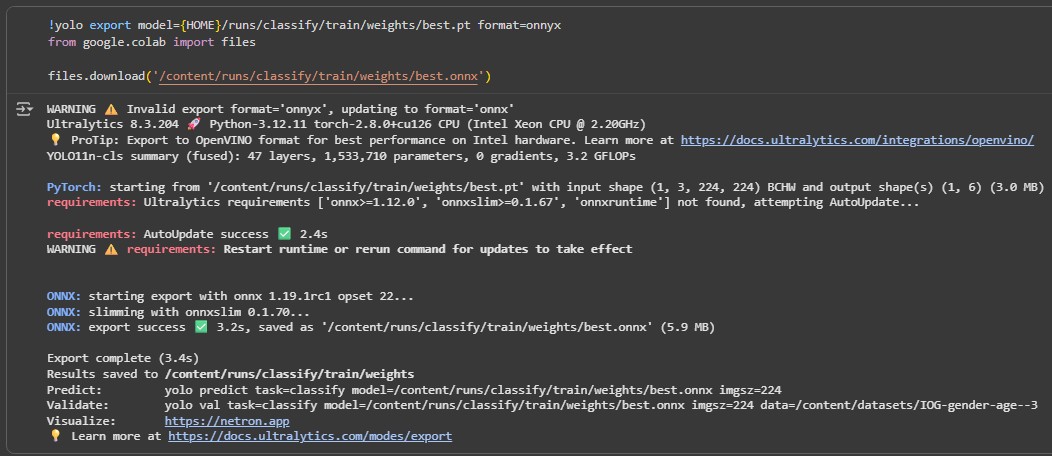 !yolo export model={HOME}/runs/classify/train/weights/best.pt format=onnyx
from google.colab import files
files.download('/content/runs/classify/train/weights/best.onnx')
WARNING ⚠️ Invalid export format='onnyx', updating to format='onnx'
Ultralytics 8.3.204 🚀 Python-3.12.11 torch-2.8.0+cu126 CPU (Intel Xeon CPU @ 2.20GHz)
💡 ProTip: Export to OpenVINO format for best performance on Intel hardware. Learn more at https://docs.ultralytics.com/integrations/openvino/
YOLO11n-cls summary (fused): 47 layers, 1,533,710 parameters, 0 gradients, 3.2 GFLOPs
PyTorch: starting from '/content/runs/classify/train/weights/best.pt' with input shape (1, 3, 224, 224) BCHW and output shape(s) (1, 6) (3.0 MB)
requirements: Ultralytics requirements ['onnx>=1.12.0', 'onnxslim>=0.1.67', 'onnxruntime'] not found, attempting AutoUpdate...
requirements: AutoUpdate success ✅ 2.4s
WARNING ⚠️ requirements: Restart runtime or rerun command for updates to take effect
ONNX: starting export with onnx 1.19.1rc1 opset 22...
ONNX: slimming with onnxslim 0.1.70...
ONNX: export success ✅ 3.2s, saved as '/content/runs/classify/train/weights/best.onnx' (5.9 MB)
Export complete (3.4s)
Results saved to /content/runs/classify/train/weights
Predict: yolo predict task=classify model=/content/runs/classify/train/weights/best.onnx imgsz=224
Validate: yolo val task=classify model=/content/runs/classify/train/weights/best.onnx imgsz=224 data=/content/datasets/IOG-gender-age--3
Visualize: https://netron.app
💡 Learn more at https://docs.ultralytics.com/modes/export